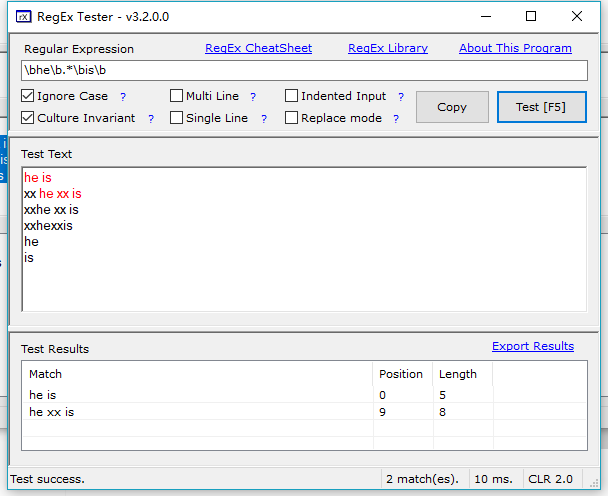 rX RegEx Tester - v3.2.0.0
Regular Expression RegEx CheatSheet RegEx Library About This Program
\bhe\b.*\bis\b
Ignore Case ? Multi Line ? Indented Input ? Copy Test [F5]
Culture Invariant ? Single Line ? Replace mode ?
Test Text
he is
xx he xx is
xxhe xx is
xxhexxis
he
is
Test Results Export Results
Match Position Length
he is 0 5
he xx is 9 8
Test success. 2 match(es). 10 ms. CLR 2.0